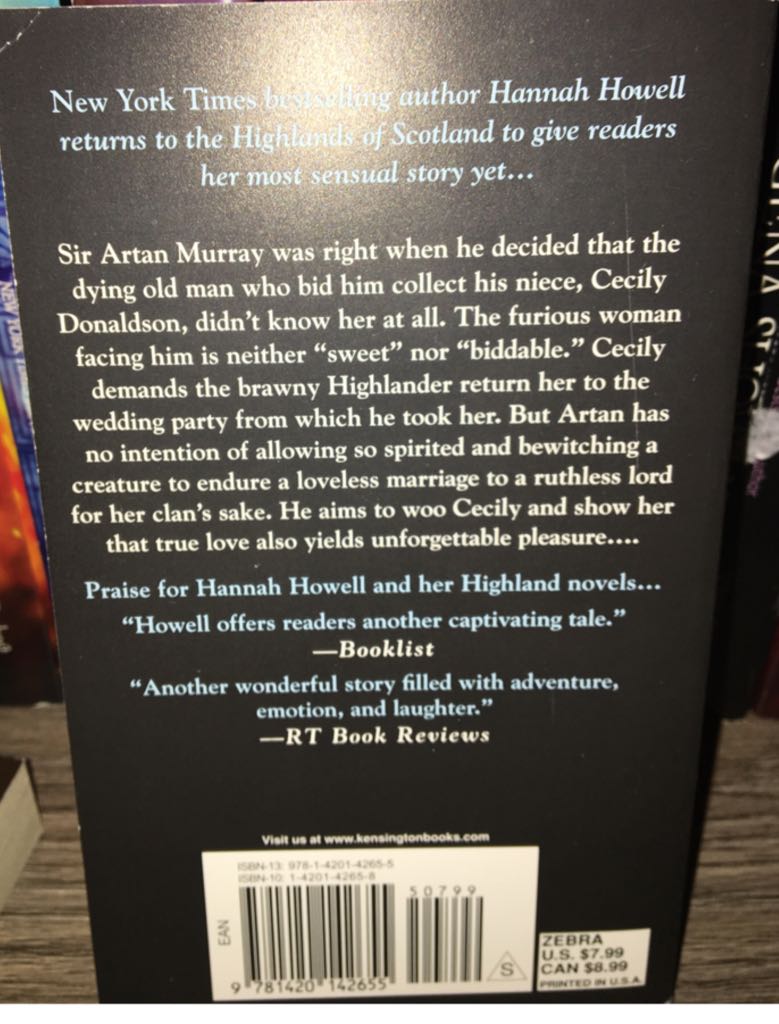 New York Times bestselling author Hannah Howell
returns to the Highlands of Scotland to give readers
her most sensual story yet...
Sir Artan Murray was right when he decided that the
dying old man who bid him collect his niece, Cecily
Donaldson, didn't know her at all. The furious woman
facing him is neither “sweet” nor “biddable.” Cecily
demands the brawny Highlander return her to the
wedding party from which he took her. But Artan has
no intention of allowing so spirited and bewitching a
creature to endure a loveless marriage to a ruthless lord
for her clan's sake. He aims to woo Cecily and show her
that true love also yields unforgettable pleasure....
Praise for Hannah Howell and her Highland novels...
“Howell offers readers another captivating tale.”
—Booklist
“Another wonderful story filled with adventure,
emotion, and laughter.”
—RT Book Reviews
Visit us at www.kensingtonbooks.com
ISBN-13: 978-1-4201-4265-5
ISBN-10: 1-4201-4265-8
50799
EAN
S
9 781420 142655
ZEBRA
U.S. $7.99
CAN $8.99
PRINTED IN U.S.A.